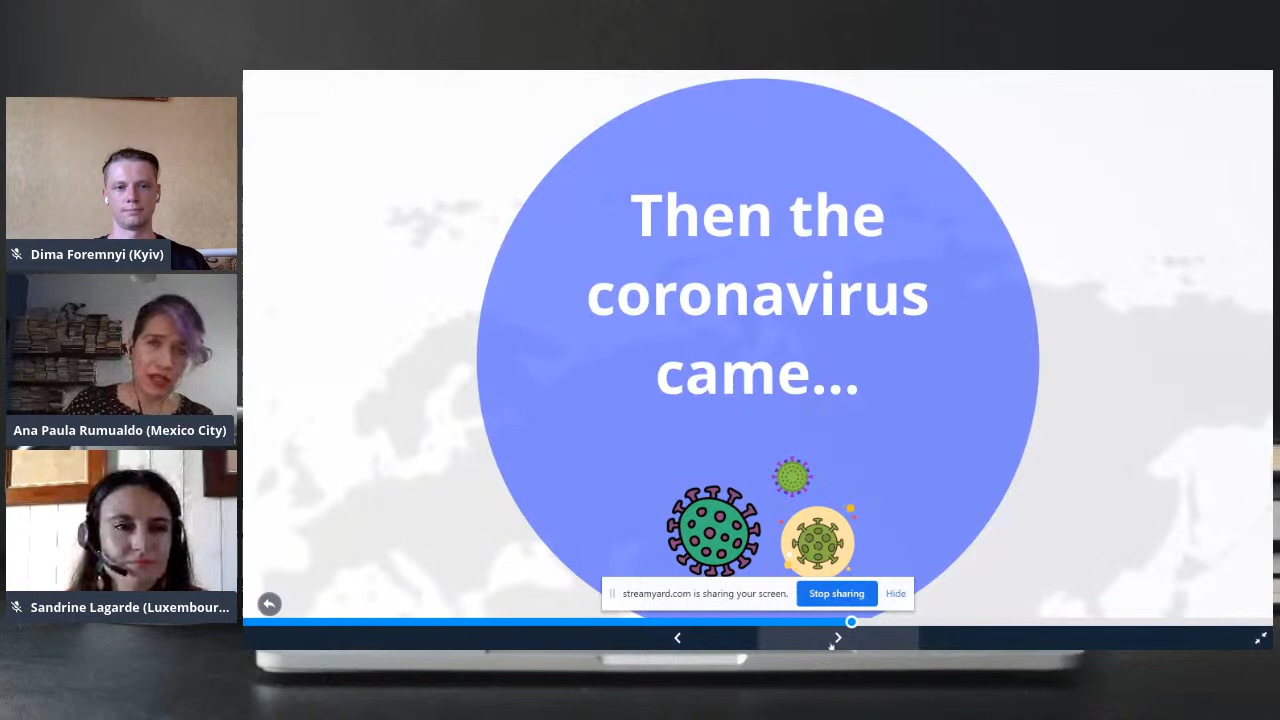 Then the
coronavirus
came...
Dima Foremnyi (Kyiv)
Ana Paula Rumualdo (Mexico City)
Sandrine Lagarde (Luxembour...
streamyard.com is sharing your screen.
Stop sharing
Hide